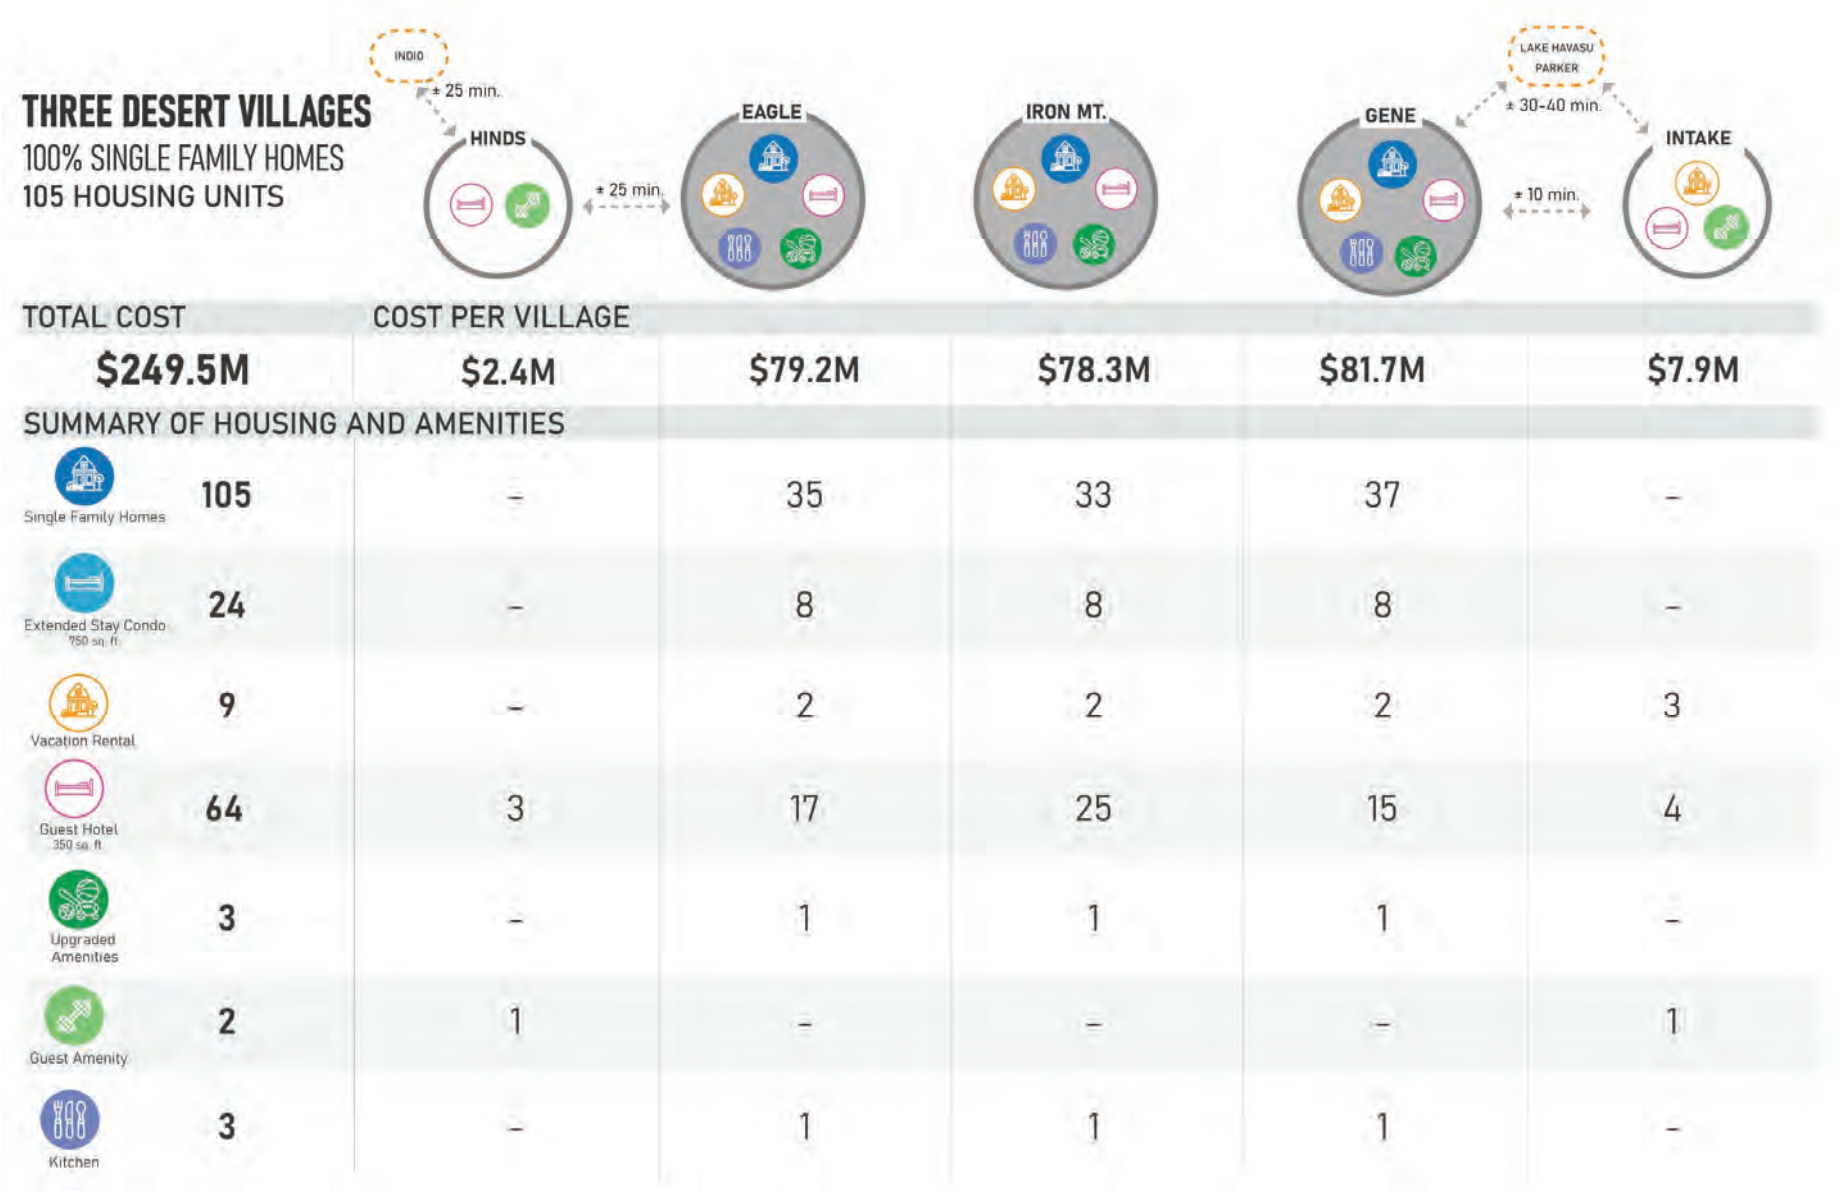 INDIO
LAKE HAVASU
PARKER
THREE DESERT VILLAGES
± 25 min.
EAGLE
IRON MT.
GENE
± 30-40 min.
100% SINGLE FAMILY HOMES
HINDS
INTAKE
105 HOUSING UNITS
± 25 min.
± 10 min.
TOTAL COST COST PER VILLAGE
$249.5M $2.4M $79.2M $78.3M $81.7M $7.9M
SUMMARY OF HOUSING AND AMENITIES
105 – 35 33 37 –
Single Family Homes
24 – 8 8 8 –
Extended Stay Condo
750 sq. ft.
9 – 2 2 2 3
Vacation Rental
64 3 17 25 15 4
Guest Hotel
350 sq. ft.
3 – 1 1 1 –
Upgraded
Amenities
2 1 – – – 1
Guest Amenity
3 – 1 1 1 –
Kitchen